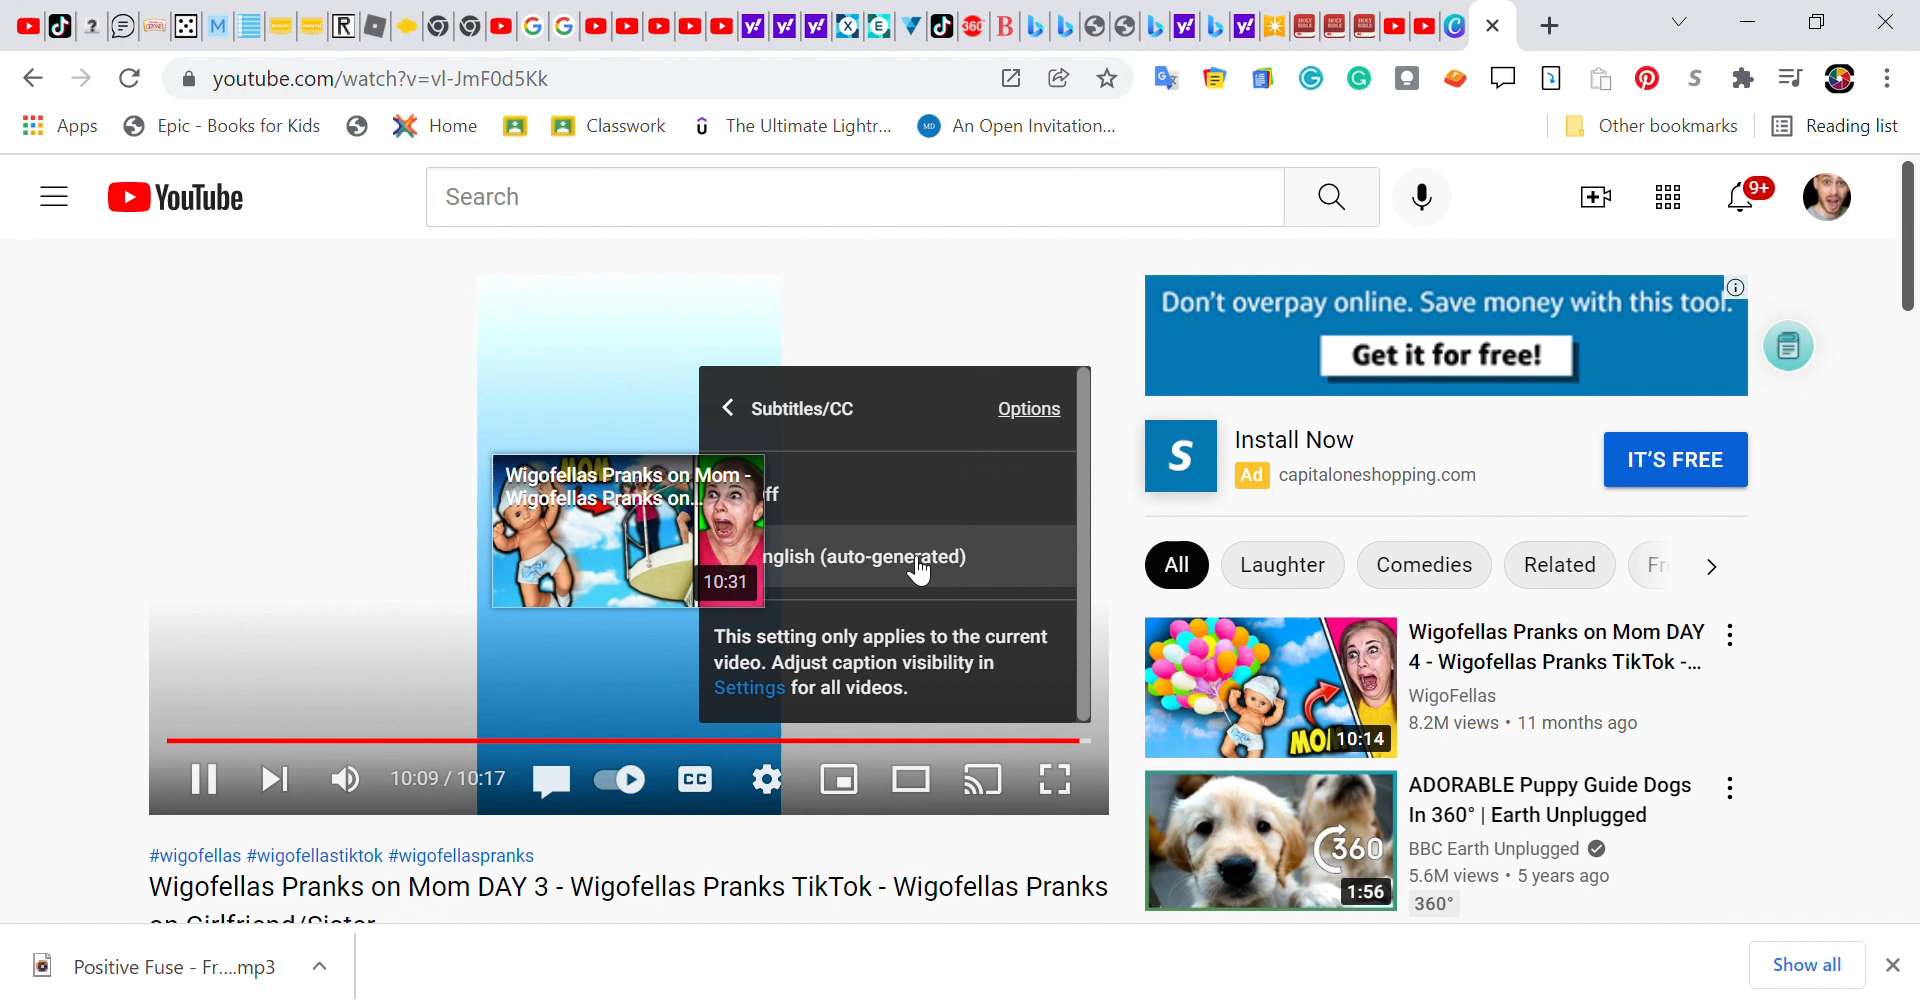 youtube.com/watch?v=vl-JmF0d5Kk
Apps
Epic - Books for Kids
Home
Classwork
The Ultimate Lightr...
An Open Invitation...
Other bookmarks
Reading list
YouTube
Search
9+
Don't overpay online. Save money with this tool.
Get it for free!
Subtitles/CC
Options
Install Now
Ad capitaloneshopping.com
IT'S FREE
Wigofellas Pranks on Mom -
Wigofellas Pranks on...
ff
nglish (auto-generated)
10:31
All
Laughter
Comedies
Related
This setting only applies to the current
video. Adjust caption visibility in
Settings for all videos.
Wigofellas Pranks on Mom DAY
4 - Wigofellas Pranks TikTok -...
WigoFellas
8.2M views • 11 months ago
10:14
10:09 / 10:17
CC
ADORABLE Puppy Guide Dogs
In 360° | Earth Unplugged
BBC Earth Unplugged
5.6M views • 5 years ago
360°
360
1:56
#wigofellas #wigofellastiktok #wigofellaspranks
Wigofellas Pranks on Mom DAY 3 - Wigofellas Pranks TikTok - Wigofellas Pranks
on Girlfriend/Sister
Positive Fuse - Fr....mp3
Show all